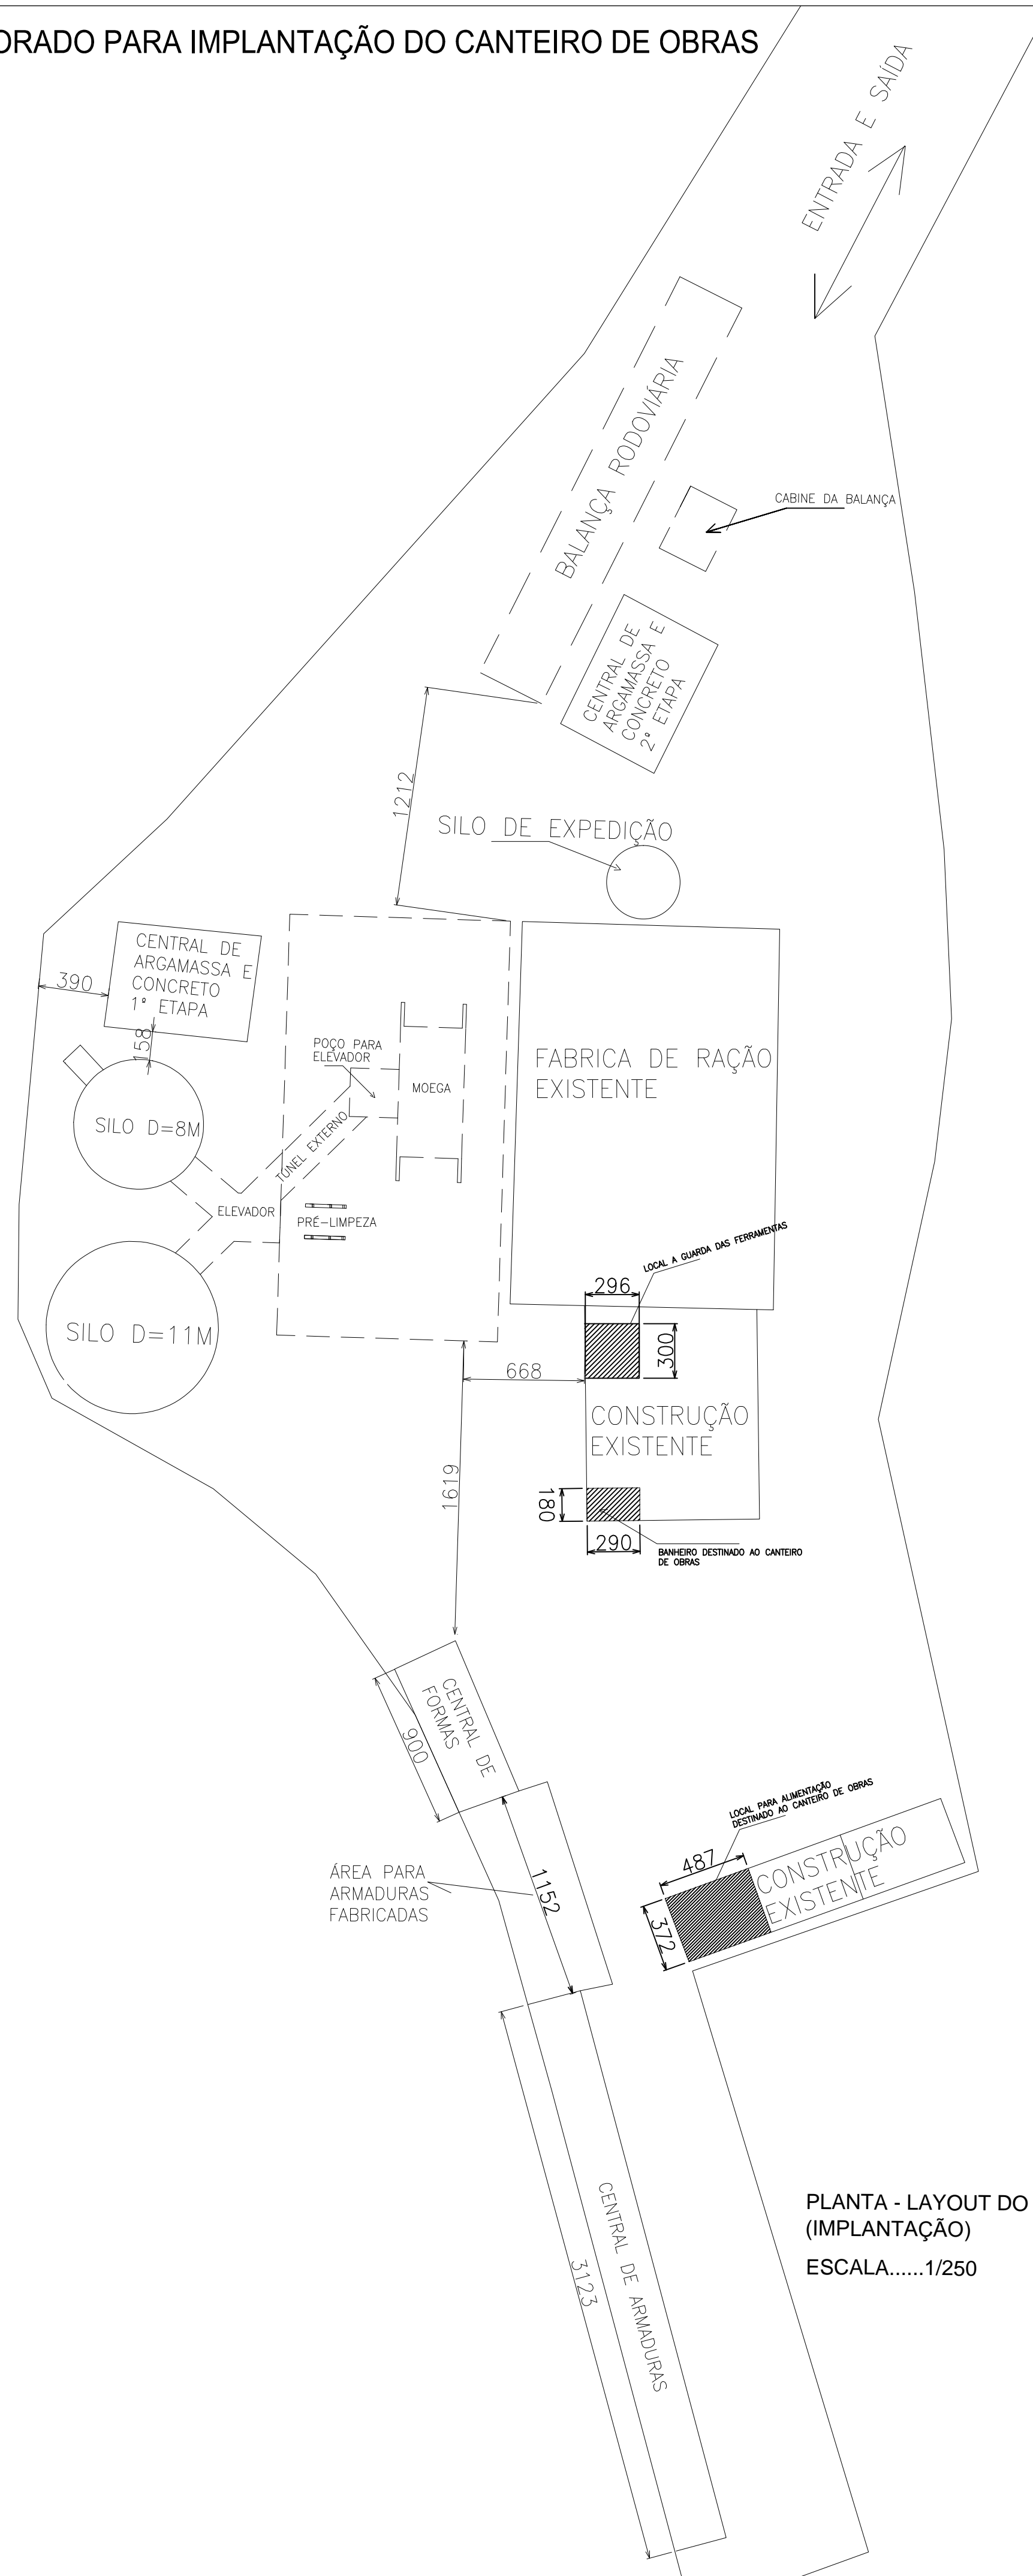 ORADO PARA IMPLANTAÇÃO DO CANTEIRO DE OBRAS
ENTRADA E SAÍDA
BALANÇA RODOVIÁRIA
CABINE DA BALANÇA
CENTRAL DE
ARGAMASSA E
CONCRETO
2ª ETAPA
1212
SILO DE EXPEDIÇÃO
CENTRAL DE
ARGAMASSA E
CONCRETO
1ª ETAPA
390
158
POÇO PARA
ELEVADOR
MOEGA
FABRICA DE RAÇÃO
EXISTENTE
SILO D=8M
TUNEL EXTERNO
ELEVADOR
PRÉ-LIMPEZA
LOCAL A GUARDA DAS FERRAMENTAS
296
300
SILO D=11M
668
CONSTRUÇÃO
EXISTENTE
1619
180
290
BANHEIRO DESTINADO AO CANTEIRO
DE OBRAS
CENTRAL DE
FORMAS
900
LOCAL PARA ALIMENTAÇÃO
DESTINADO AO CANTEIRO DE OBRAS
487
CONSTRUÇÃO
EXISTENTE
372
ÁREA PARA
ARMADURAS
FABRICADAS
1152
CENTRAL DE ARMADURAS
3123
PLANTA - LAYOUT DO
(IMPLANTAÇÃO)
ESCALA......1/250